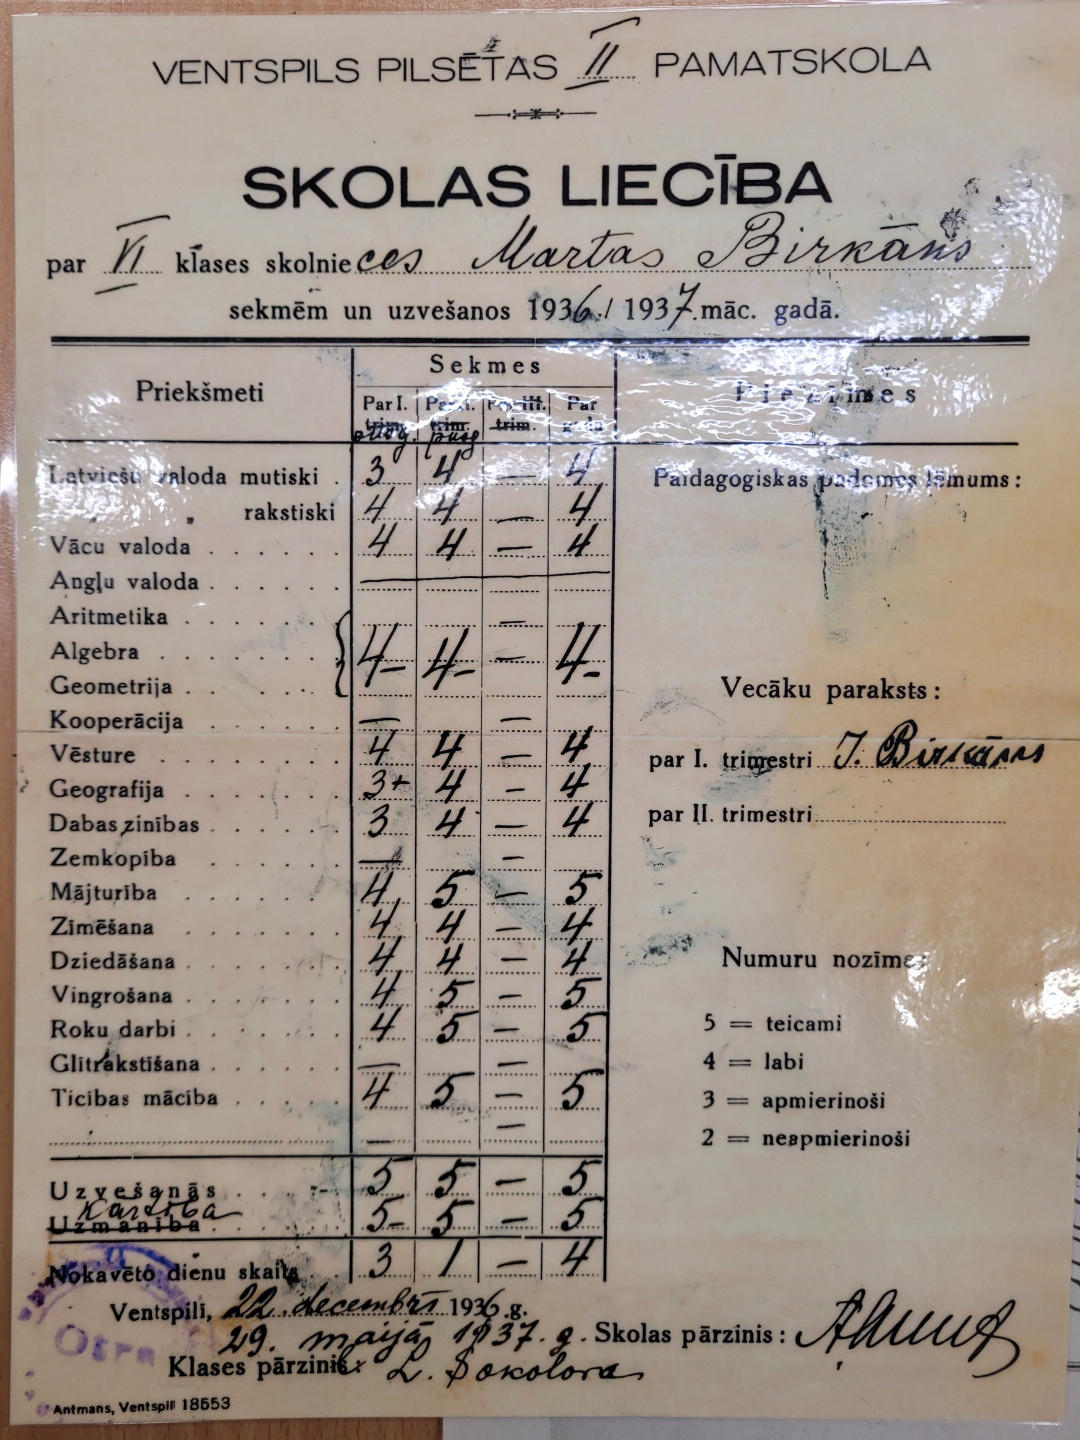 VENTSPILS PILSĒTAS II PAMATSKOLA
SKOLAS LIECĪBA
par VI klases skolnieces Martas Birkāns
sekmēm un uzvešanos 1936./1937. māc. gadā.
Priekšmeti Sekmes Piezīmes
Par I. trim. Par II. trim. Par III. trim. Par gadu
Latviešu valoda mutiski . 3 4 — 4
„ „ rakstiski 4 4 — 4
Vācu valoda . . . . . . 4 4 — 4
Angļu valoda . . . . . .
Aritmetika . . . . . . —
Algebra . . . . . . 4- 4- — 4-
Geometrija . . . . . .
Kooperācija — —
Vēsture . . . . . . 4 4 — 4
Geografija . . . . . . 3+ 4 — 4
Dabas zinības . . . . . . 3 4 — 4
Zemkopība . . . . . . — —
Mājturība . . . . . . 4 5 — 5
Zīmēšana . . . . . . 4 4 — 4
Dziedāšana . . . . . . 4 4 — 4
Vingrošana . . . . . . 4 5 — 5
Roku darbi . . . . . . 4 5 — 5
Glītrakstīšana . . . . . — —
Ticības mācība . . . . . 4 5 — 5
— —
Uzvešanās . . . . 5 5 — 5
Kārtība
Uzmanība . . . . . 5- 5 — 5
Nokavēto dienu skaits 3 1 — 4
Paidagogiskas padomes lēmums:
Vecāku paraksts:
par I. trimestri J. Birkāns
par II. trimestri
Numuru nozīme:
5 = teicami
4 = labi
3 = apmierinoši
2 = neapmierinoši
Ventspilī, 22. decembrī 1936. g.
29. maijā 1937. g. Skolas pārzinis:
Klases pārzinis: L. Sokolova
Otra
Antmans, Ventspilī 18553